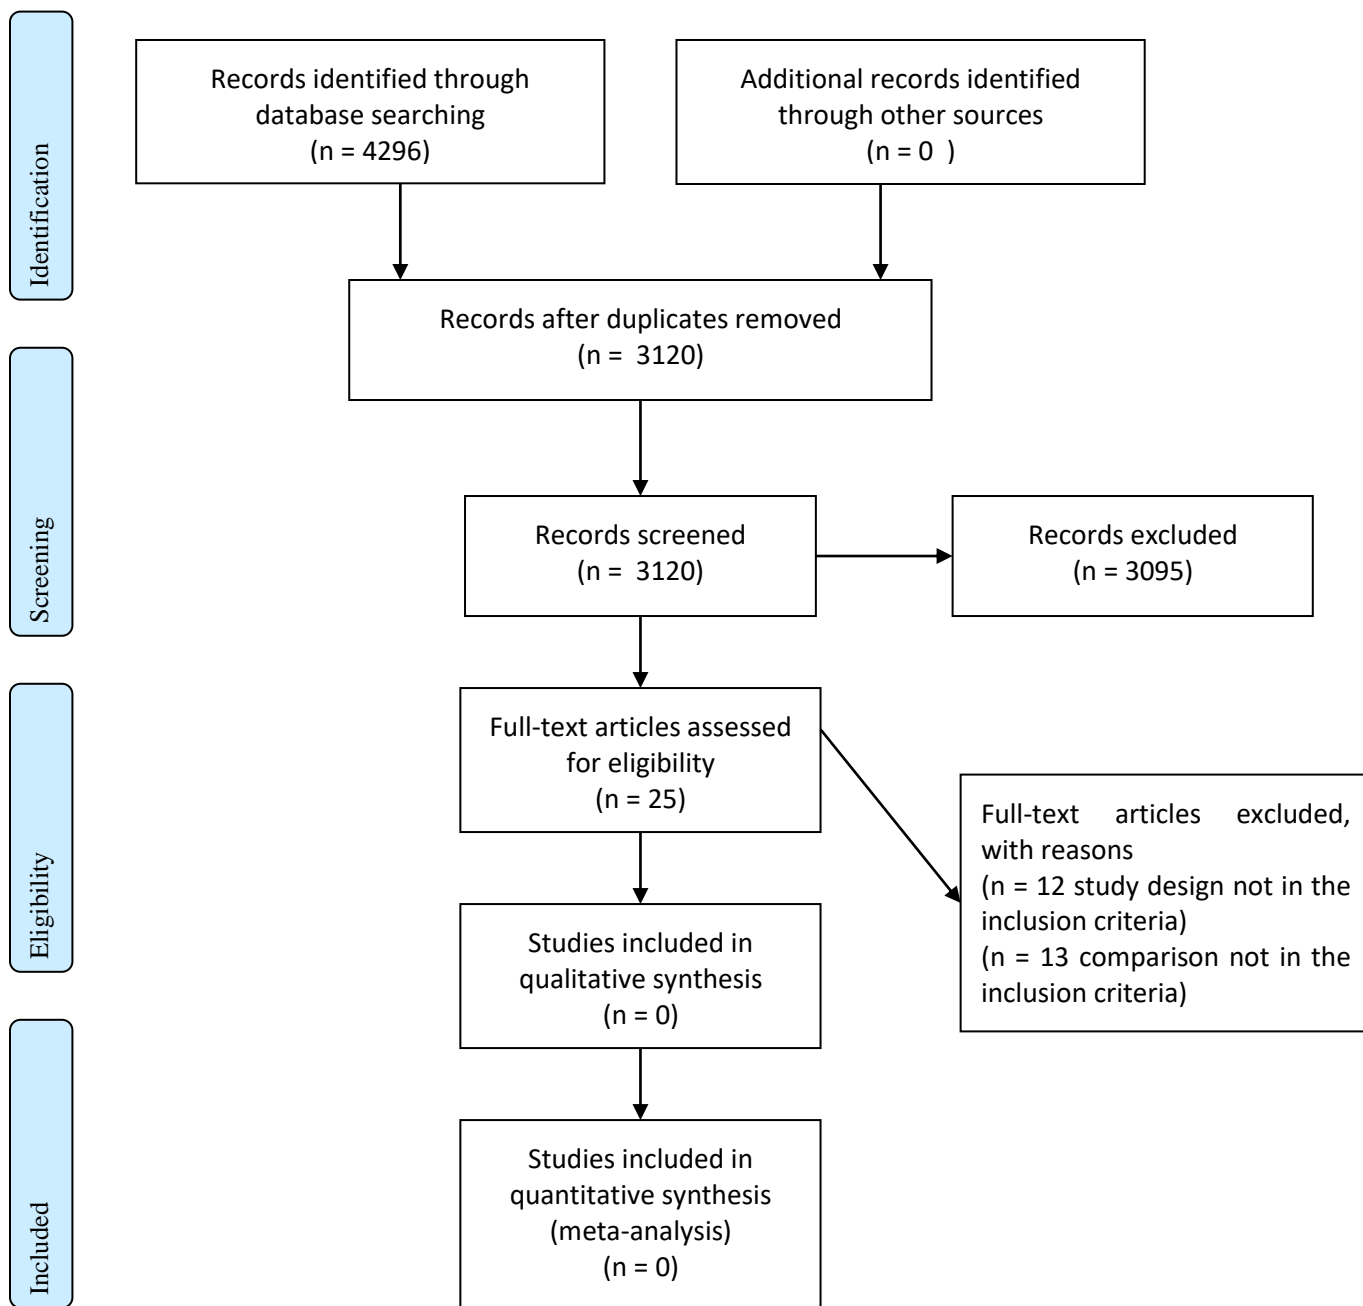 Identification
Records identified through
database searching
(n = 4296)
Additional records identified
through other sources
(n = 0  )
Records after duplicates removed
(n =  3120)
Screening
Records screened
(n =  3120)
Records excluded
(n = 3095)
Eligibility
Full-text articles assessed
for eligibility
(n = 25)
Full-text articles excluded,
with reasons
(n = 12 study design not in the
inclusion criteria)
(n = 13 comparison not in the
inclusion criteria)
Studies included in
qualitative synthesis
(n = 0)
Included
Studies included in
quantitative synthesis
(meta-analysis)
(n = 0)